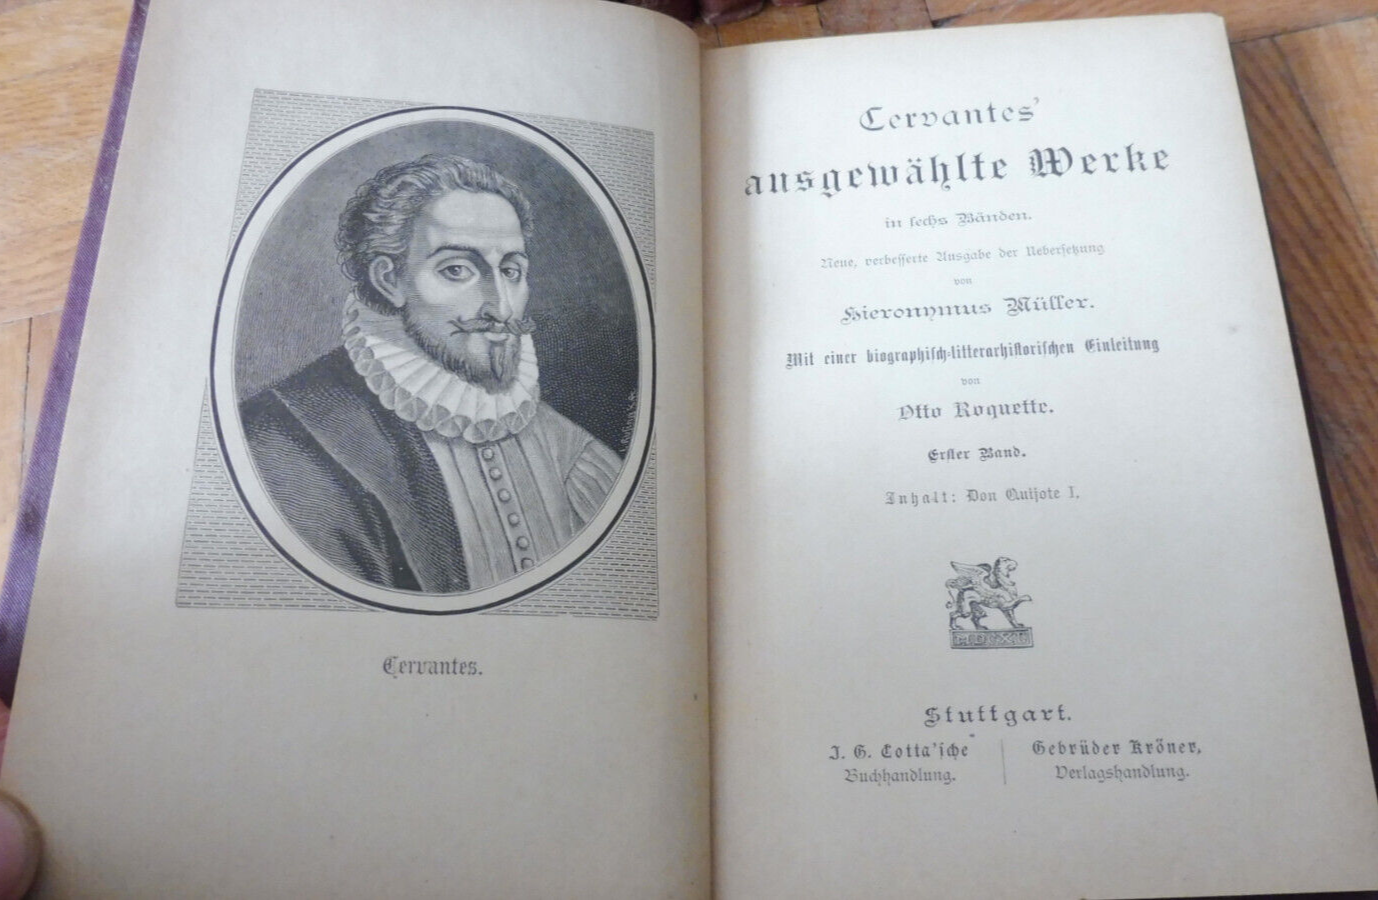 Cervantes.
Cervantes'
ausgewählte Werke
in sechs Bänden.
Neue, verbesserte Ausgabe der Uebersetzung
von
Hieronymus Müller.
Mit einer biographisch-litterarhistorischen Einleitung
von
Otto Roquette.
Erster Band.
Inhalt: Don Quijote I.
Stuttgart.
J. G. Cotta'sche
Buchhandlung.
Gebrüder Kröner,
Verlagshandlung.